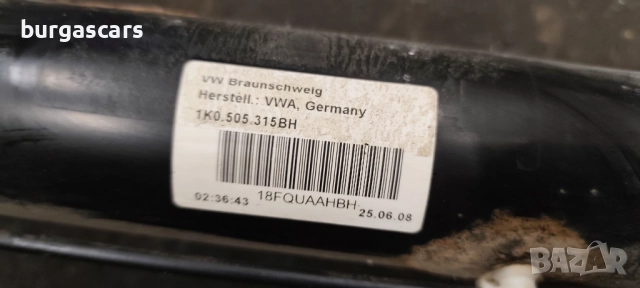 burgascars
VW Braunschweig
Herstell.: VWA, Germany
1K0.505.315BH
18FQUAAHBH
02:36:43
25.06.08
BAZAR